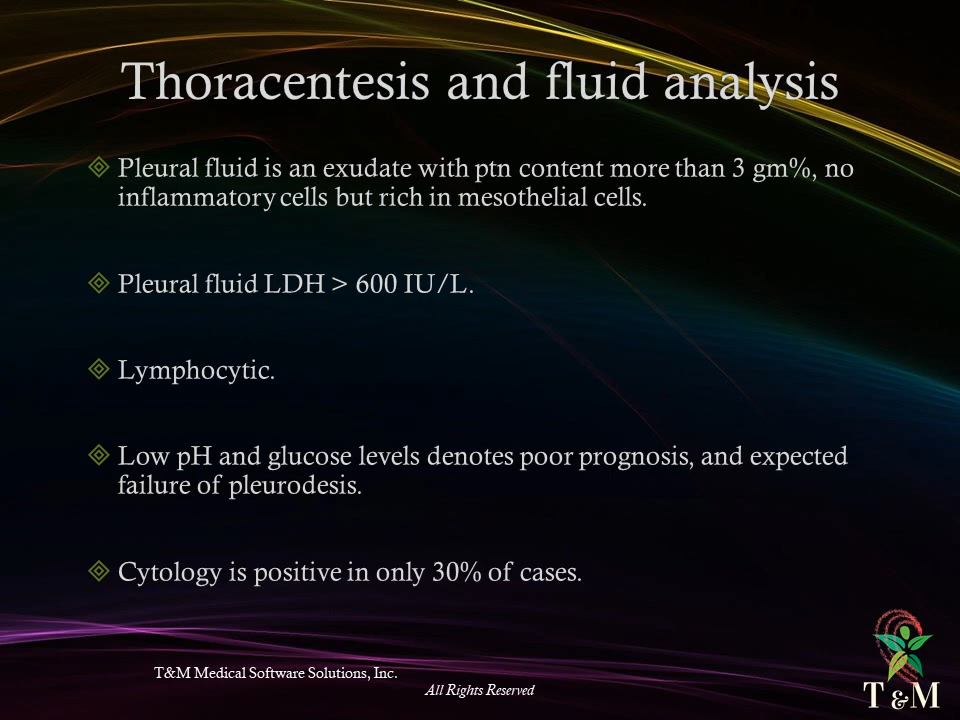 Thoracentesis and fluid analysis
Pleural fluid is an exudate with ptn content more than 3 gm%, no
inflammatory cells but rich in mesothelial cells.
Pleural fluid LDH > 600 IU/L.
Lymphocytic.
Low pH and glucose levels denotes poor prognosis, and expected
failure of pleurodesis.
Cytology is positive in only 30% of cases.
T&M Medical Software Solutions, Inc.
All Rights Reserved
T & M